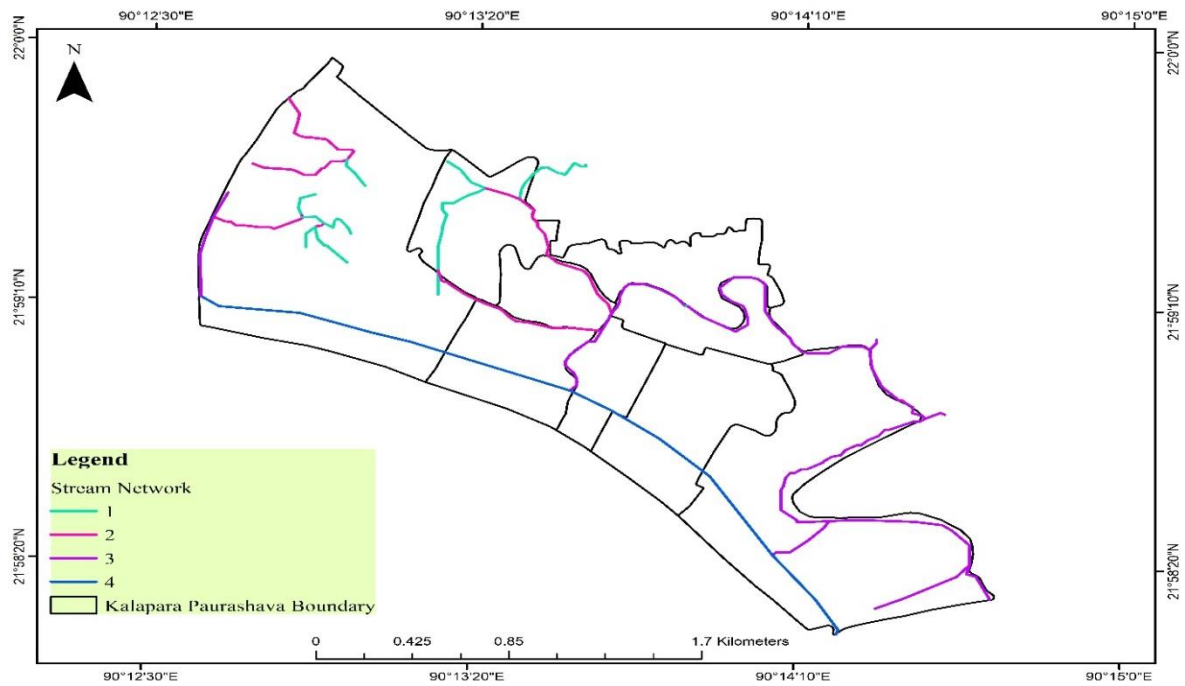 90°12'30"E 90°13'20"E 90°14'10"E 90°15'0"E
22°0'0"N 22°0'0"N
N
21°59'10"N 21°59'10"N
Legend
Stream Network
1
2
3
4
Kalapara Paurashava Boundary
21°58'20"N 21°58'20"N
0 0.425 0.85 1.7 Kilometers
90°12'30"E 90°13'20"E 90°14'10"E 90°15'0"E